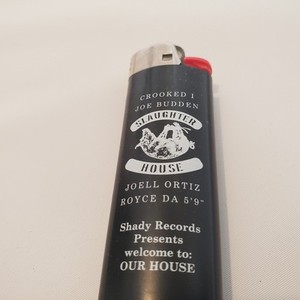 CROOKED I
JOE BUDDEN
SLAUGHTER
HOUSE
JOELL ORTIZ
ROYCE DA 5'9"
Shady Records
Presents
welcome to:
OUR HOUSE